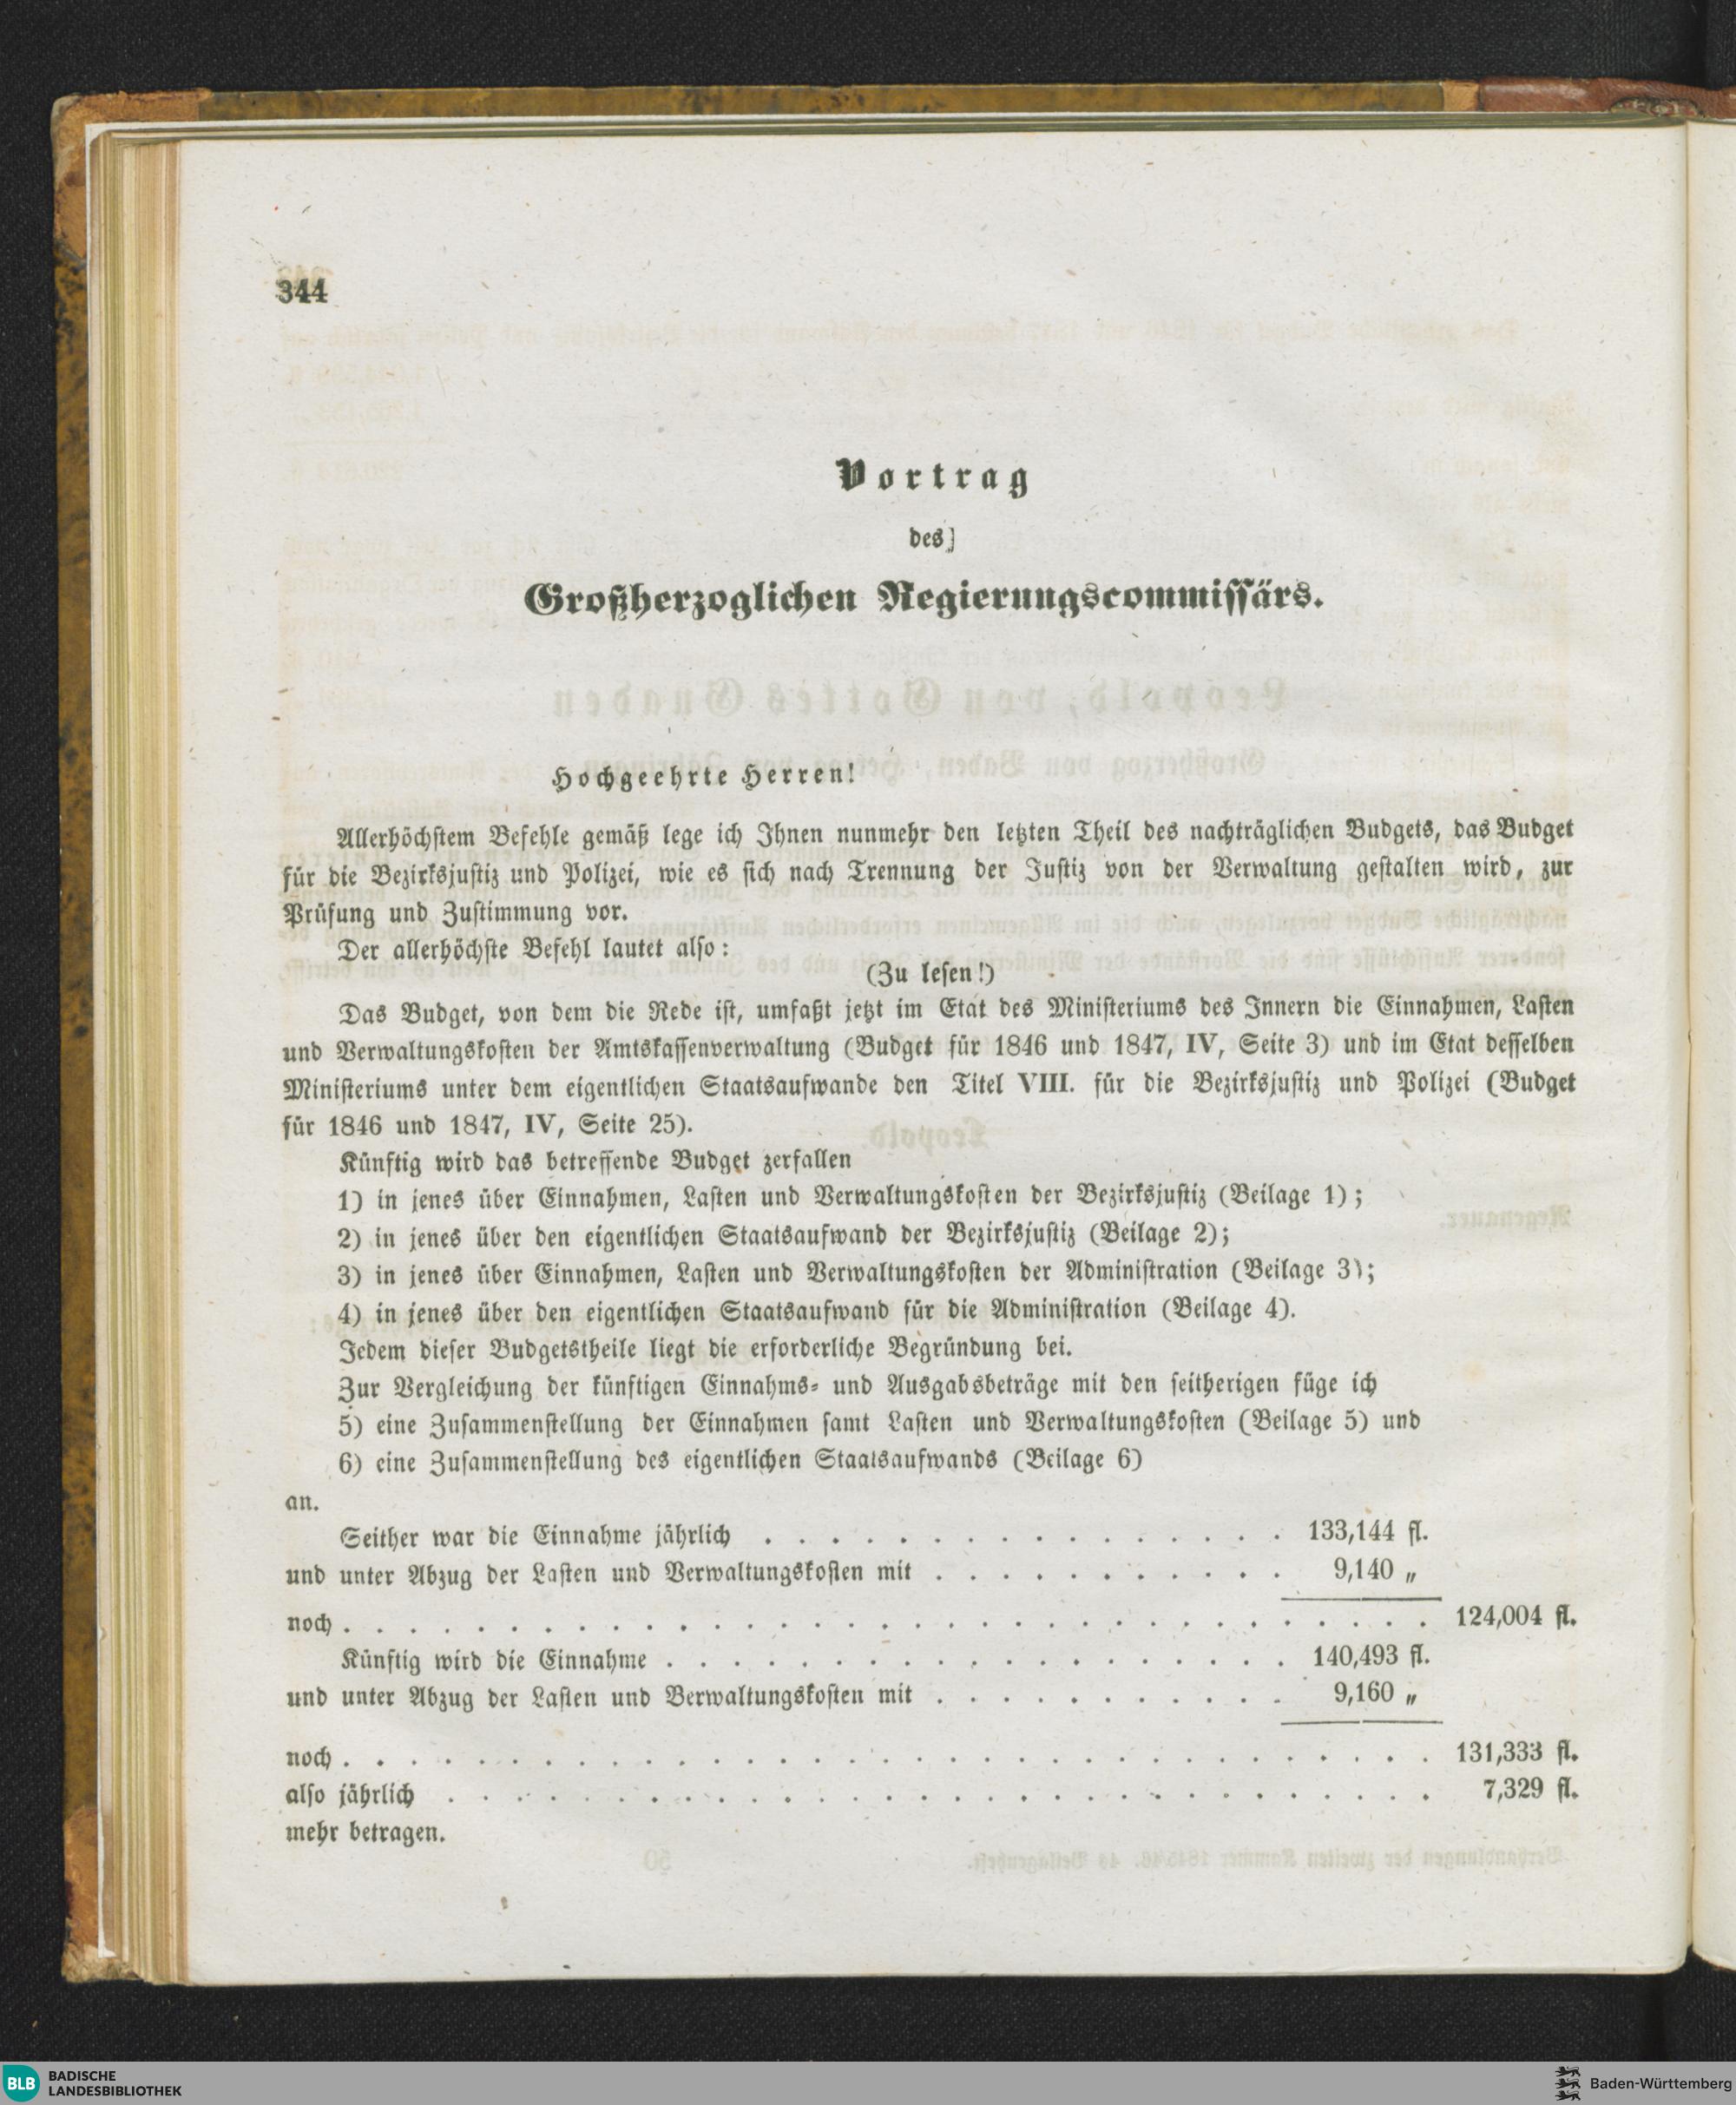 344
Vortrag
des]
Großherzoglichen Regierungscommissärs.
Hochgeehrte Herren!
Allerhöchstem Befehle gemäß lege ich Ihnen nunmehr den letzten Theil des nachträglichen Budgets, das Budget
für die Bezirksjustiz und Polizei, wie es sich nach Trennung der Justiz von der Verwaltung gestalten wird, zur
Prüfung und Zustimmung vor.
Der allerhöchste Befehl lautet also:
(Zu lesen!)
Das Budget, von dem die Rede ist, umfaßt jetzt im Etat des Ministeriums des Innern die Einnahmen, Lasten
und Verwaltungskosten der Amtskassenverwaltung (Budget für 1846 und 1847, IV, Seite 3) und im Etat desselben
Ministeriums unter dem eigentlichen Staatsaufwande den Titel VIII. für die Bezirksjustiz und Polizei (Budget
für 1846 und 1847, IV, Seite 25).
Künftig wird das betreffende Budget zerfallen
1) in jenes über Einnahmen, Lasten und Verwaltungskosten der Bezirksjustiz (Beilage 1);
2) in jenes über den eigentlichen Staatsaufwand der Bezirksjustiz (Beilage 2);
3) in jenes über Einnahmen, Lasten und Verwaltungskosten der Administration (Beilage 3);
4) in jenes über den eigentlichen Staatsaufwand für die Administration (Beilage 4).
Jedem dieser Budgetstheile liegt die erforderliche Begründung bei.
Zur Vergleichung der künftigen Einnahms- und Ausgabsbeträge mit den seitherigen füge ich
5) eine Zusammenstellung der Einnahmen samt Lasten und Verwaltungskosten (Beilage 5) und
6) eine Zusammenstellung des eigentlichen Staatsaufwands (Beilage 6)
an.
Seither war die Einnahme jährlich . . . . . . . . . . . . . . . . 133,144 fl.
und unter Abzug der Lasten und Verwaltungskosten mit . . . . . . . . . . . 9,140 „
noch . . . . . . . . . . . . . . . . . . . . . . . . . . . . . . . . . 124,004 fl.
Künftig wird die Einnahme . . . . . . . . . . . . . . . . . . . 140,493 fl.
und unter Abzug der Lasten und Verwaltungskosten mit . . . . . . . . . . . 9,160 „
noch . . . . . . . . . . . . . . . . . . . . . . . . . . . . . . . . . 131,333 fl.
also jährlich . . . . . . . . . . . . . . . . . . . . . . . . . . . . . . 7,329 fl.
mehr betragen.
BLB BADISCHE
LANDESBIBLIOTHEK
Baden-Württemberg